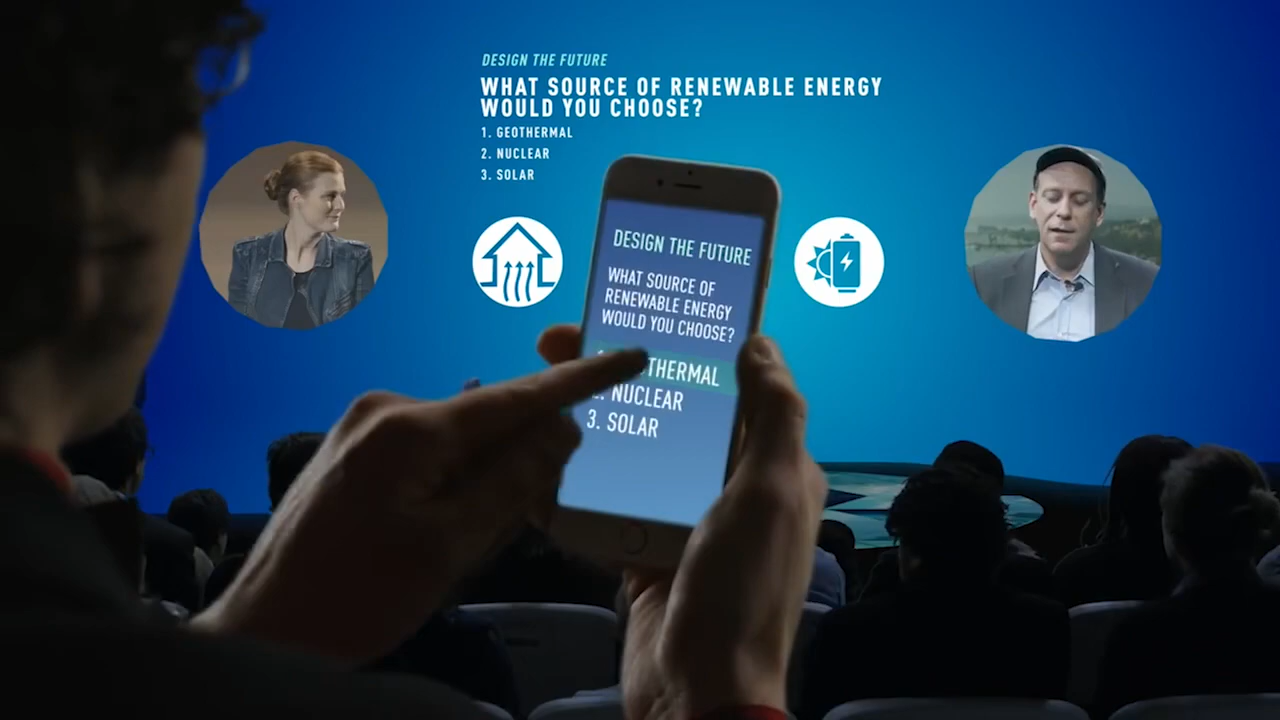 DESIGN THE FUTURE
WHAT SOURCE OF RENEWABLE ENERGY
WOULD YOU CHOOSE?
1. GEOTHERMAL
2. NUCLEAR
3. SOLAR
DESIGN THE FUTURE
WHAT SOURCE OF
RENEWABLE ENERGY
WOULD YOU CHOOSE?
THERMAL
2. NUCLEAR
3. SOLAR